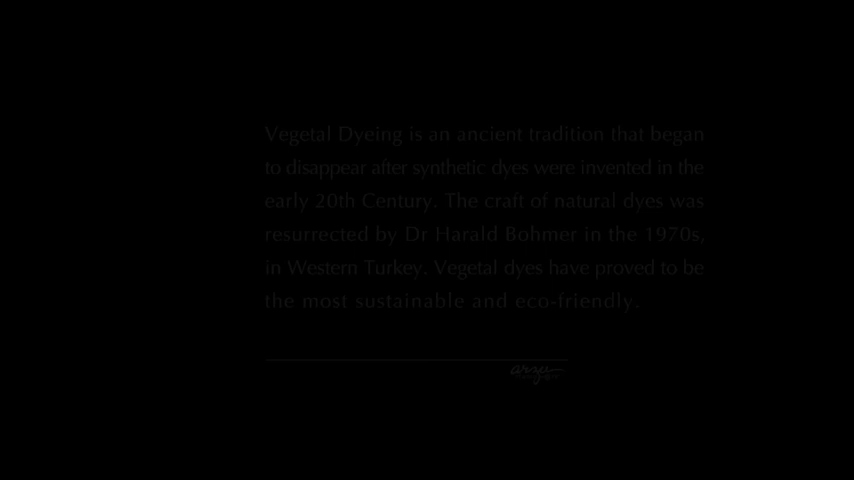 Vegetal Dyeing is an ancient tradition that began
to disappear after synthetic dyes were invented in the
early 20th Century. The craft of natural dyes was
resurrected by Dr Harald Bohmer in the 1970s,
in Western Turkey. Vegetal dyes have proved to be
the most sustainable and eco-friendly.
arzu